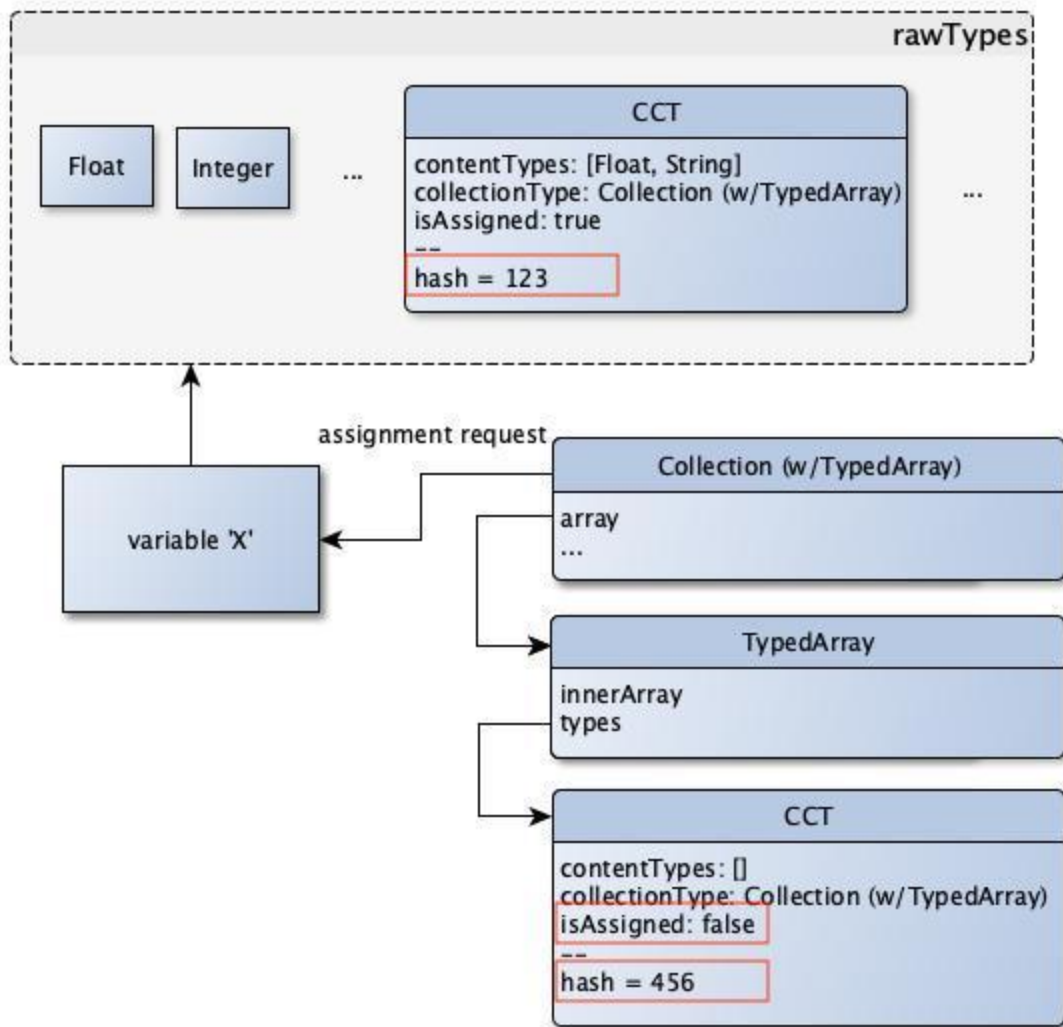 rawTypes
Float
Integer
...
CCT
contentTypes: [Float, String]
collectionType: Collection (w/TypedArray)
isAssigned: true
--
hash = 123
...
assignment request
variable 'X'
Collection (w/TypedArray)
array
...
TypedArray
innerArray
types
CCT
contentTypes: []
collectionType: Collection (w/TypedArray)
isAssigned: false
--
hash = 456